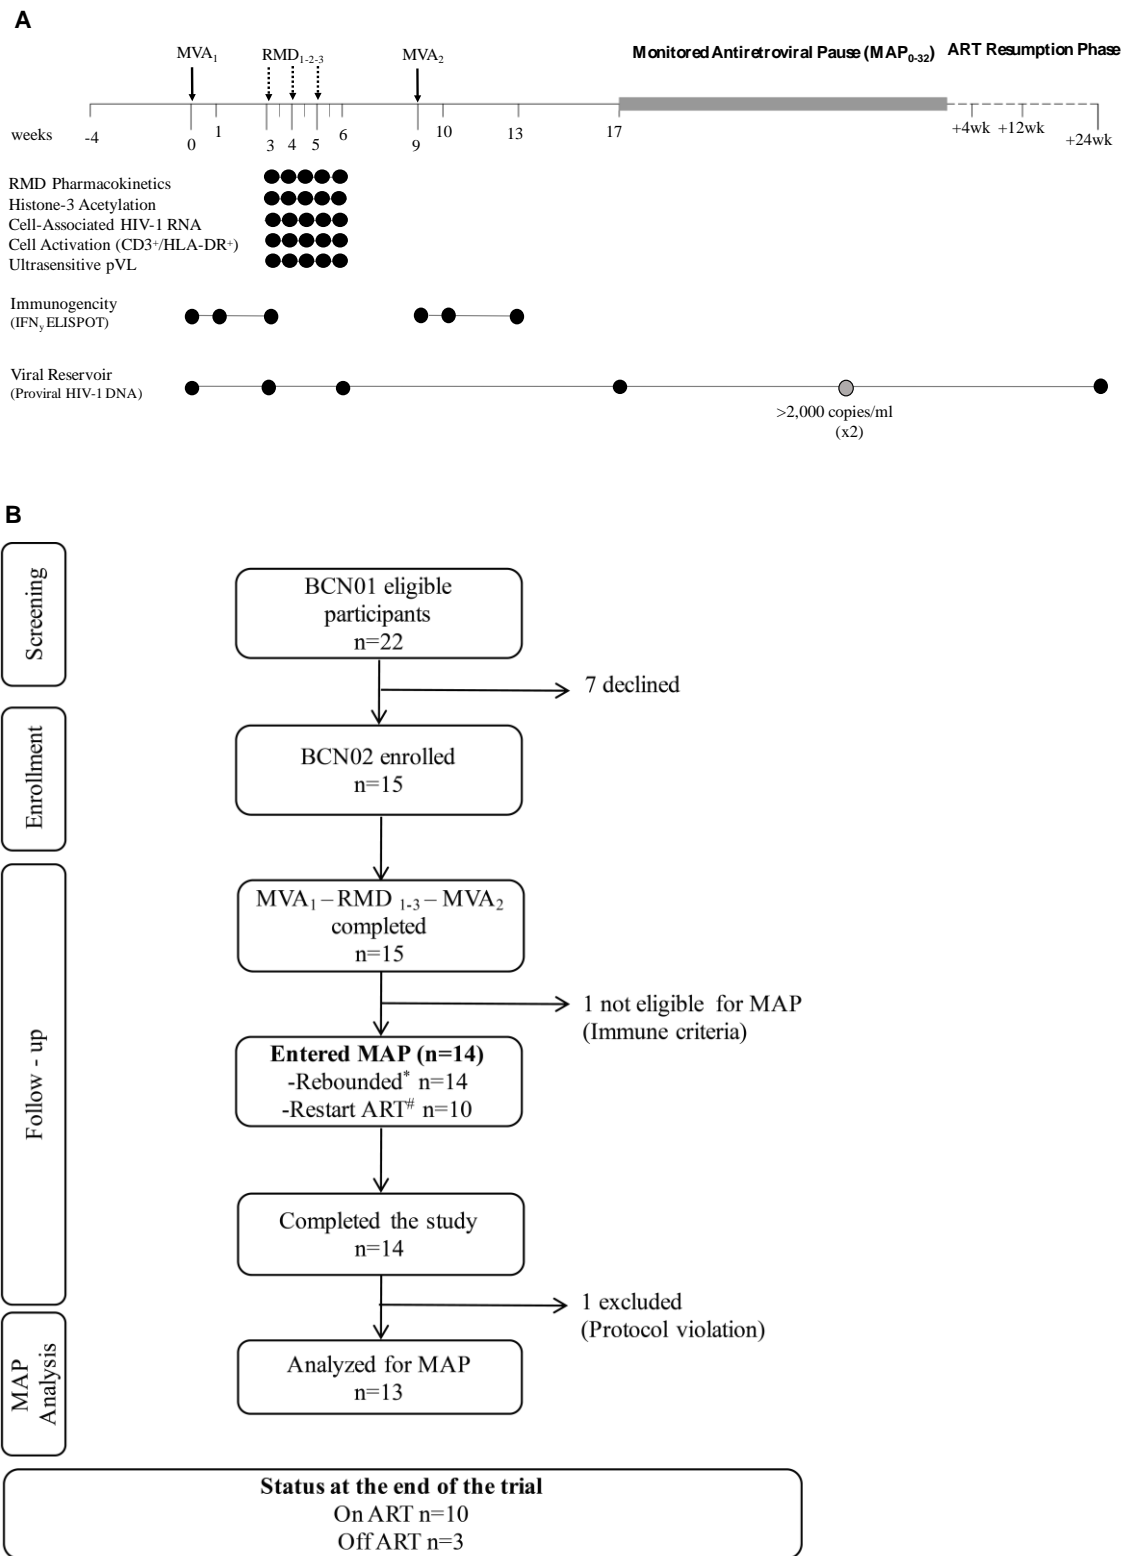 A
MVA1
RMD1-2-3
MVA2
Monitored Antiretroviral Pause (MAP0-32)
ART Resumption Phase
weeks
-4
0
1
3
4
5
6
9
10
13
17
+4wk
+12wk
+24wk
RMD Pharmacokinetics
Histone-3 Acetylation
Cell-Associated HIV-1 RNA
Cell Activation (CD3+/HLA-DR+)
Ultrasensitive pVL
Immunogencity
(IFNγ ELISPOT)
Viral Reservoir
(Proviral HIV-1 DNA)
>2,000 copies/ml
(x2)
B
Screening
BCN01 eligible
participants
n=22
7 declined
Enrollment
BCN02 enrolled
n=15
Follow - up
MVA1 – RMD 1-3 – MVA2
completed
n=15
1 not eligible for MAP
(Immune criteria)
Entered MAP (n=14)
-Rebounded* n=14
-Restart ART# n=10
Completed the study
n=14
1 excluded
(Protocol violation)
MAP
Analysis
Analyzed for MAP
n=13
Status at the end of the trial
On ART n=10
Off ART n=3